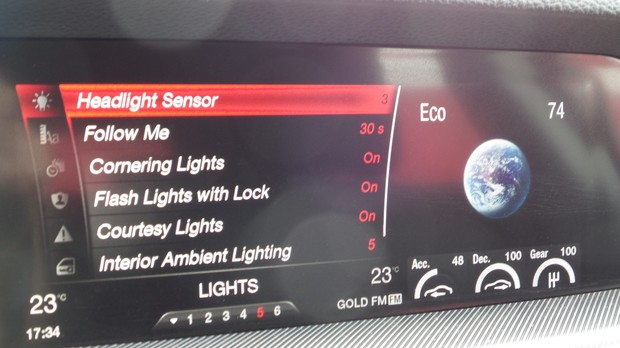 Headlight Sensor 3
Follow Me 30 s
Cornering Lights On
Flash Lights with Lock On
Courtesy Lights On
Interior Ambient Lighting 5
LIGHTS
1 2 3 4 5 6
23°C
17:34
23°C
GOLD FM FM
Eco 74
Acc. 48 Dec. 100 Gear 100